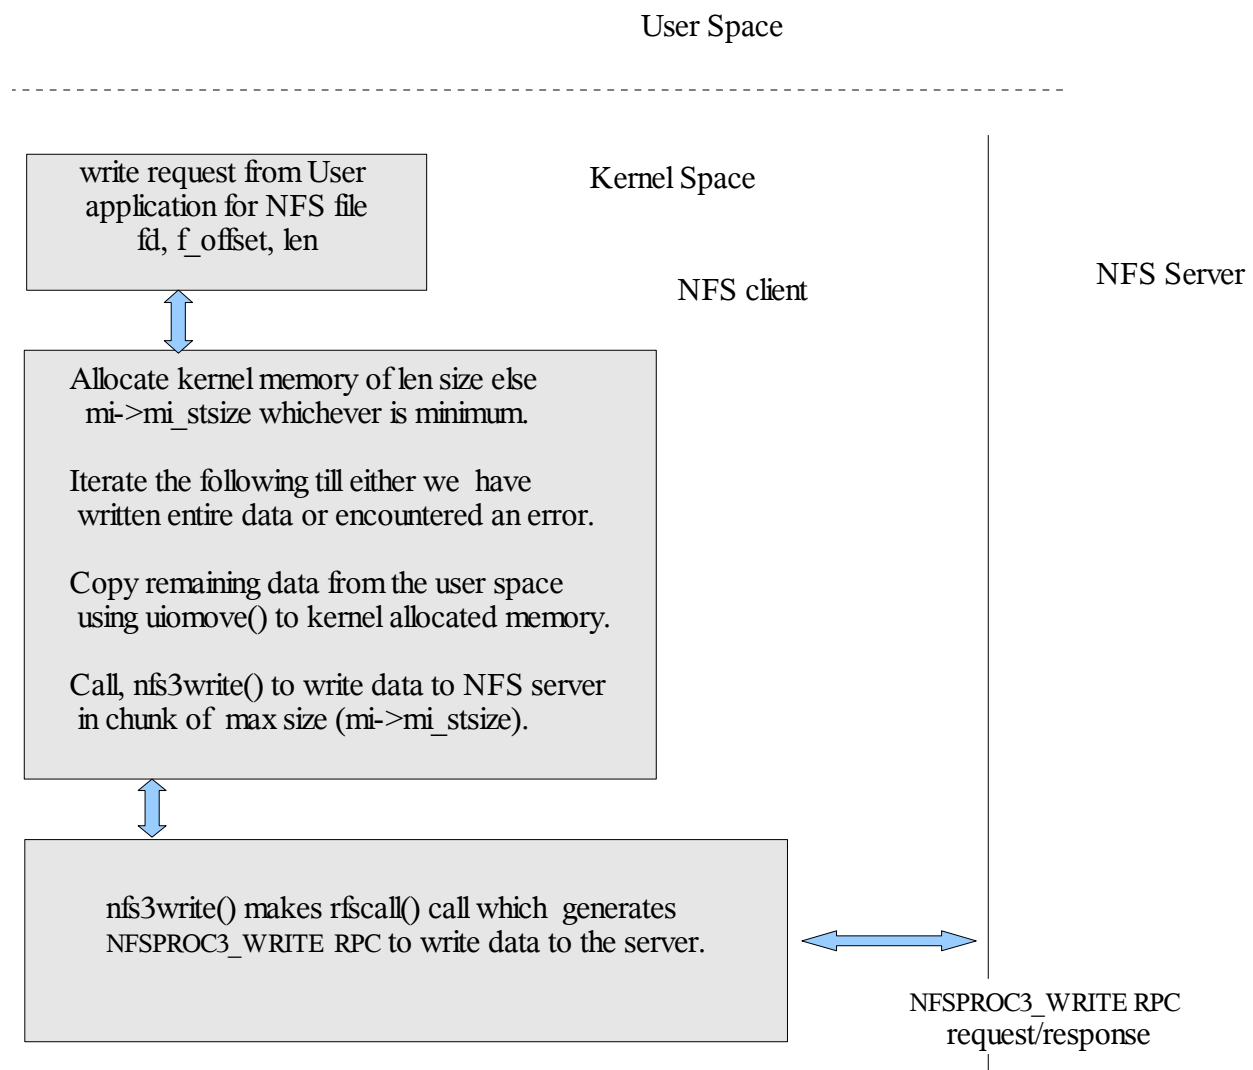 User Space
write request from User
application for NFS file
fd, f_offset, len
Kernel Space
NFS client
NFS Server
Allocate kernel memory of len size else
mi->mi_stsize whichever is minimum.
Iterate the following till either we have
written entire data or encountered an error.
Copy remaining data from the user space
using uiomove() to kernel allocated memory.
Call, nfs3write() to write data to NFS server
in chunk of max size (mi->mi_stsize).
nfs3write() makes rfscall() call which generates
NFSPROC3_WRITE RPC to write data to the server.
NFSPROC3_WRITE RPC
request/response